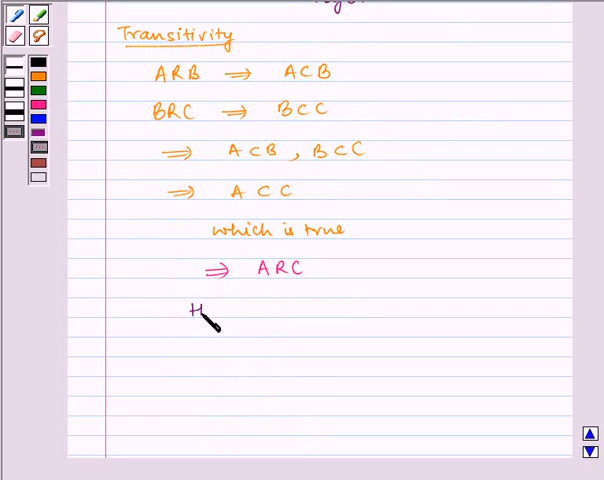 Transitivity
ARB ⟹ A⊂B
BRC ⟹ B⊂C
⟹ A⊂B, B⊂C
⟹ A⊂C
which is true
⟹ ARC
H